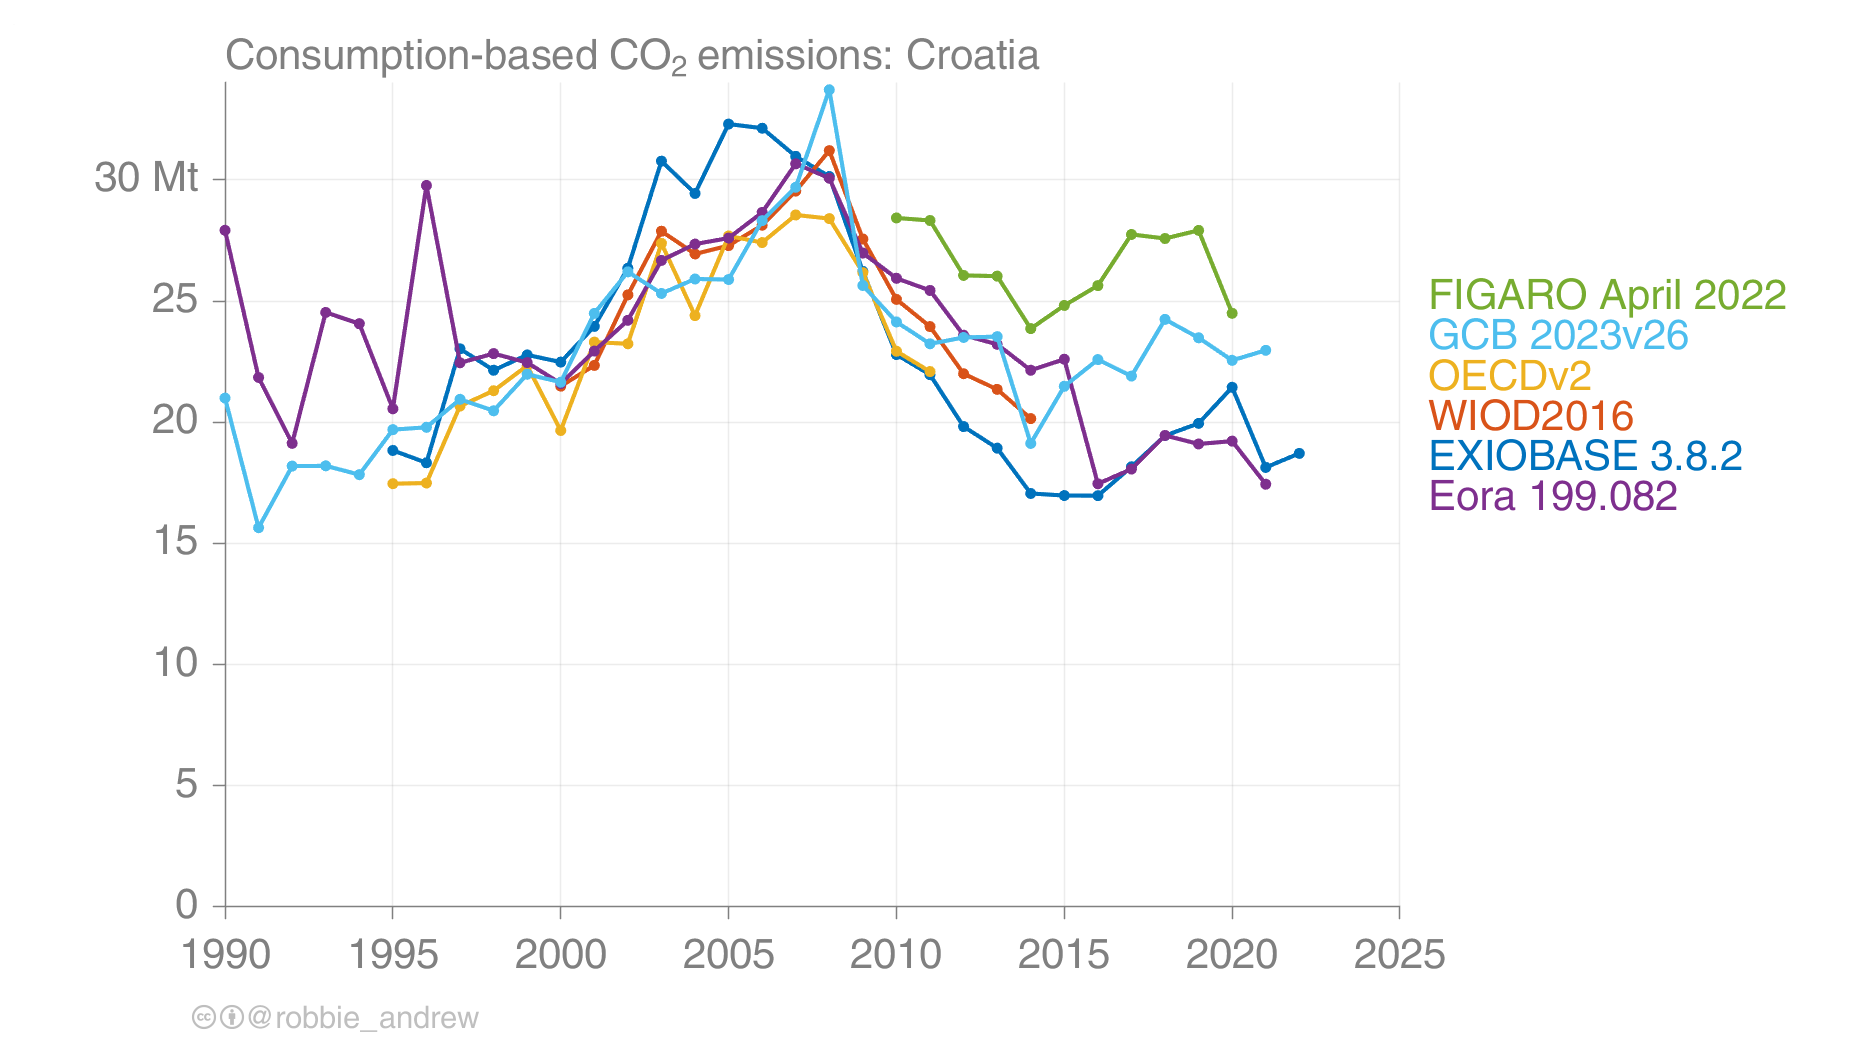 Consumption-based CO₂ emissions: Croatia
30 Mt
25
20
15
10
5
0
1990 1995 2000 2005 2010 2015 2020 2025
FIGARO April 2022
GCB 2023v26
OECDv2
WIOD2016
EXIOBASE 3.8.2
Eora 199.082
@robbie_andrew